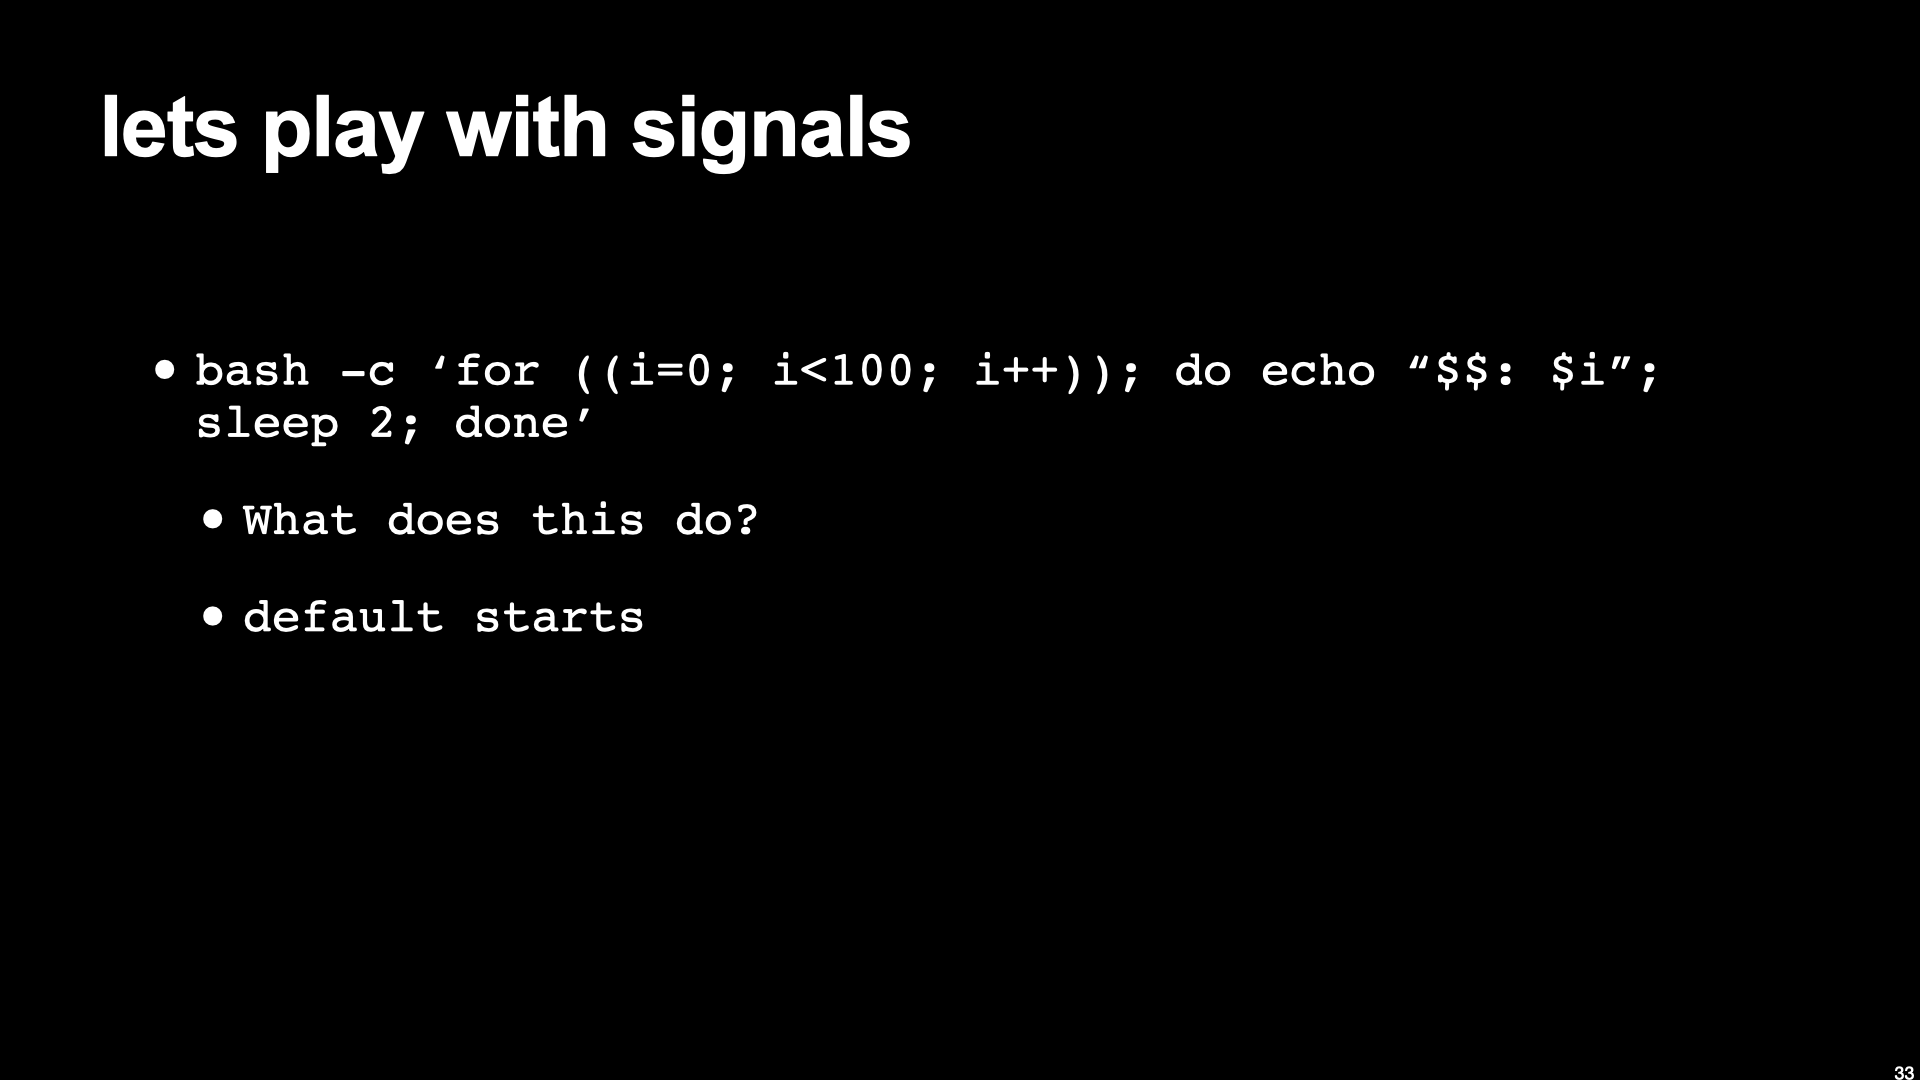 lets play with signals
• bash -c ‘for ((i=0; i<100; i++)); do echo “$$: $i”;
sleep 2; done’
• What does this do?
• default starts
33